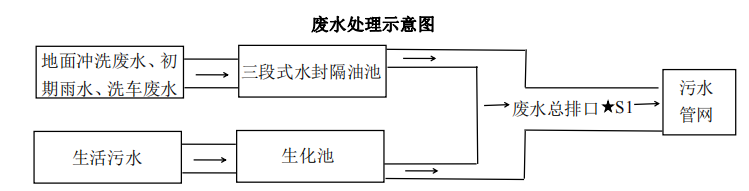 废水处理示意图
地面冲洗废水、初
期雨水、洗车废水
三段式水封隔油池
废水总排口★S1
污水
管网
生活污水
生化池